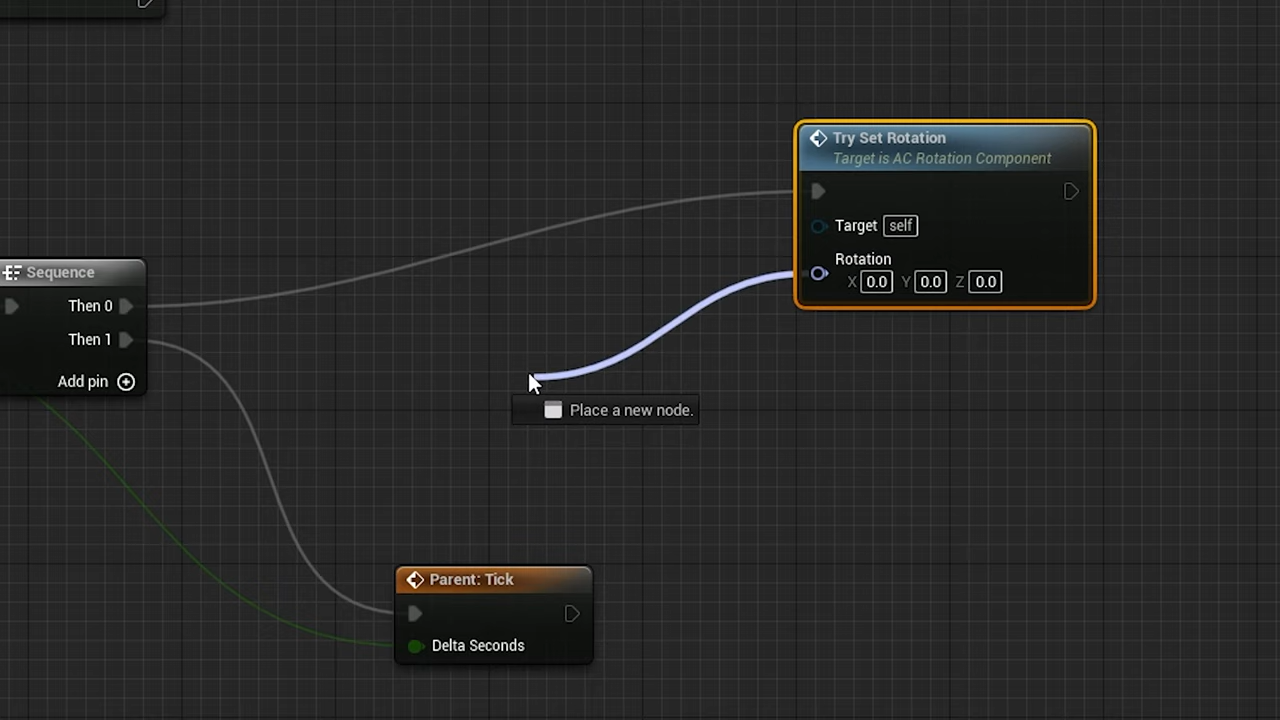 Try Set Rotation
Target is AC Rotation Component
Target self
Rotation
X 0.0 Y 0.0 Z 0.0
Sequence
Then 0
Then 1
Add pin
Place a new node.
Parent: Tick
Delta Seconds